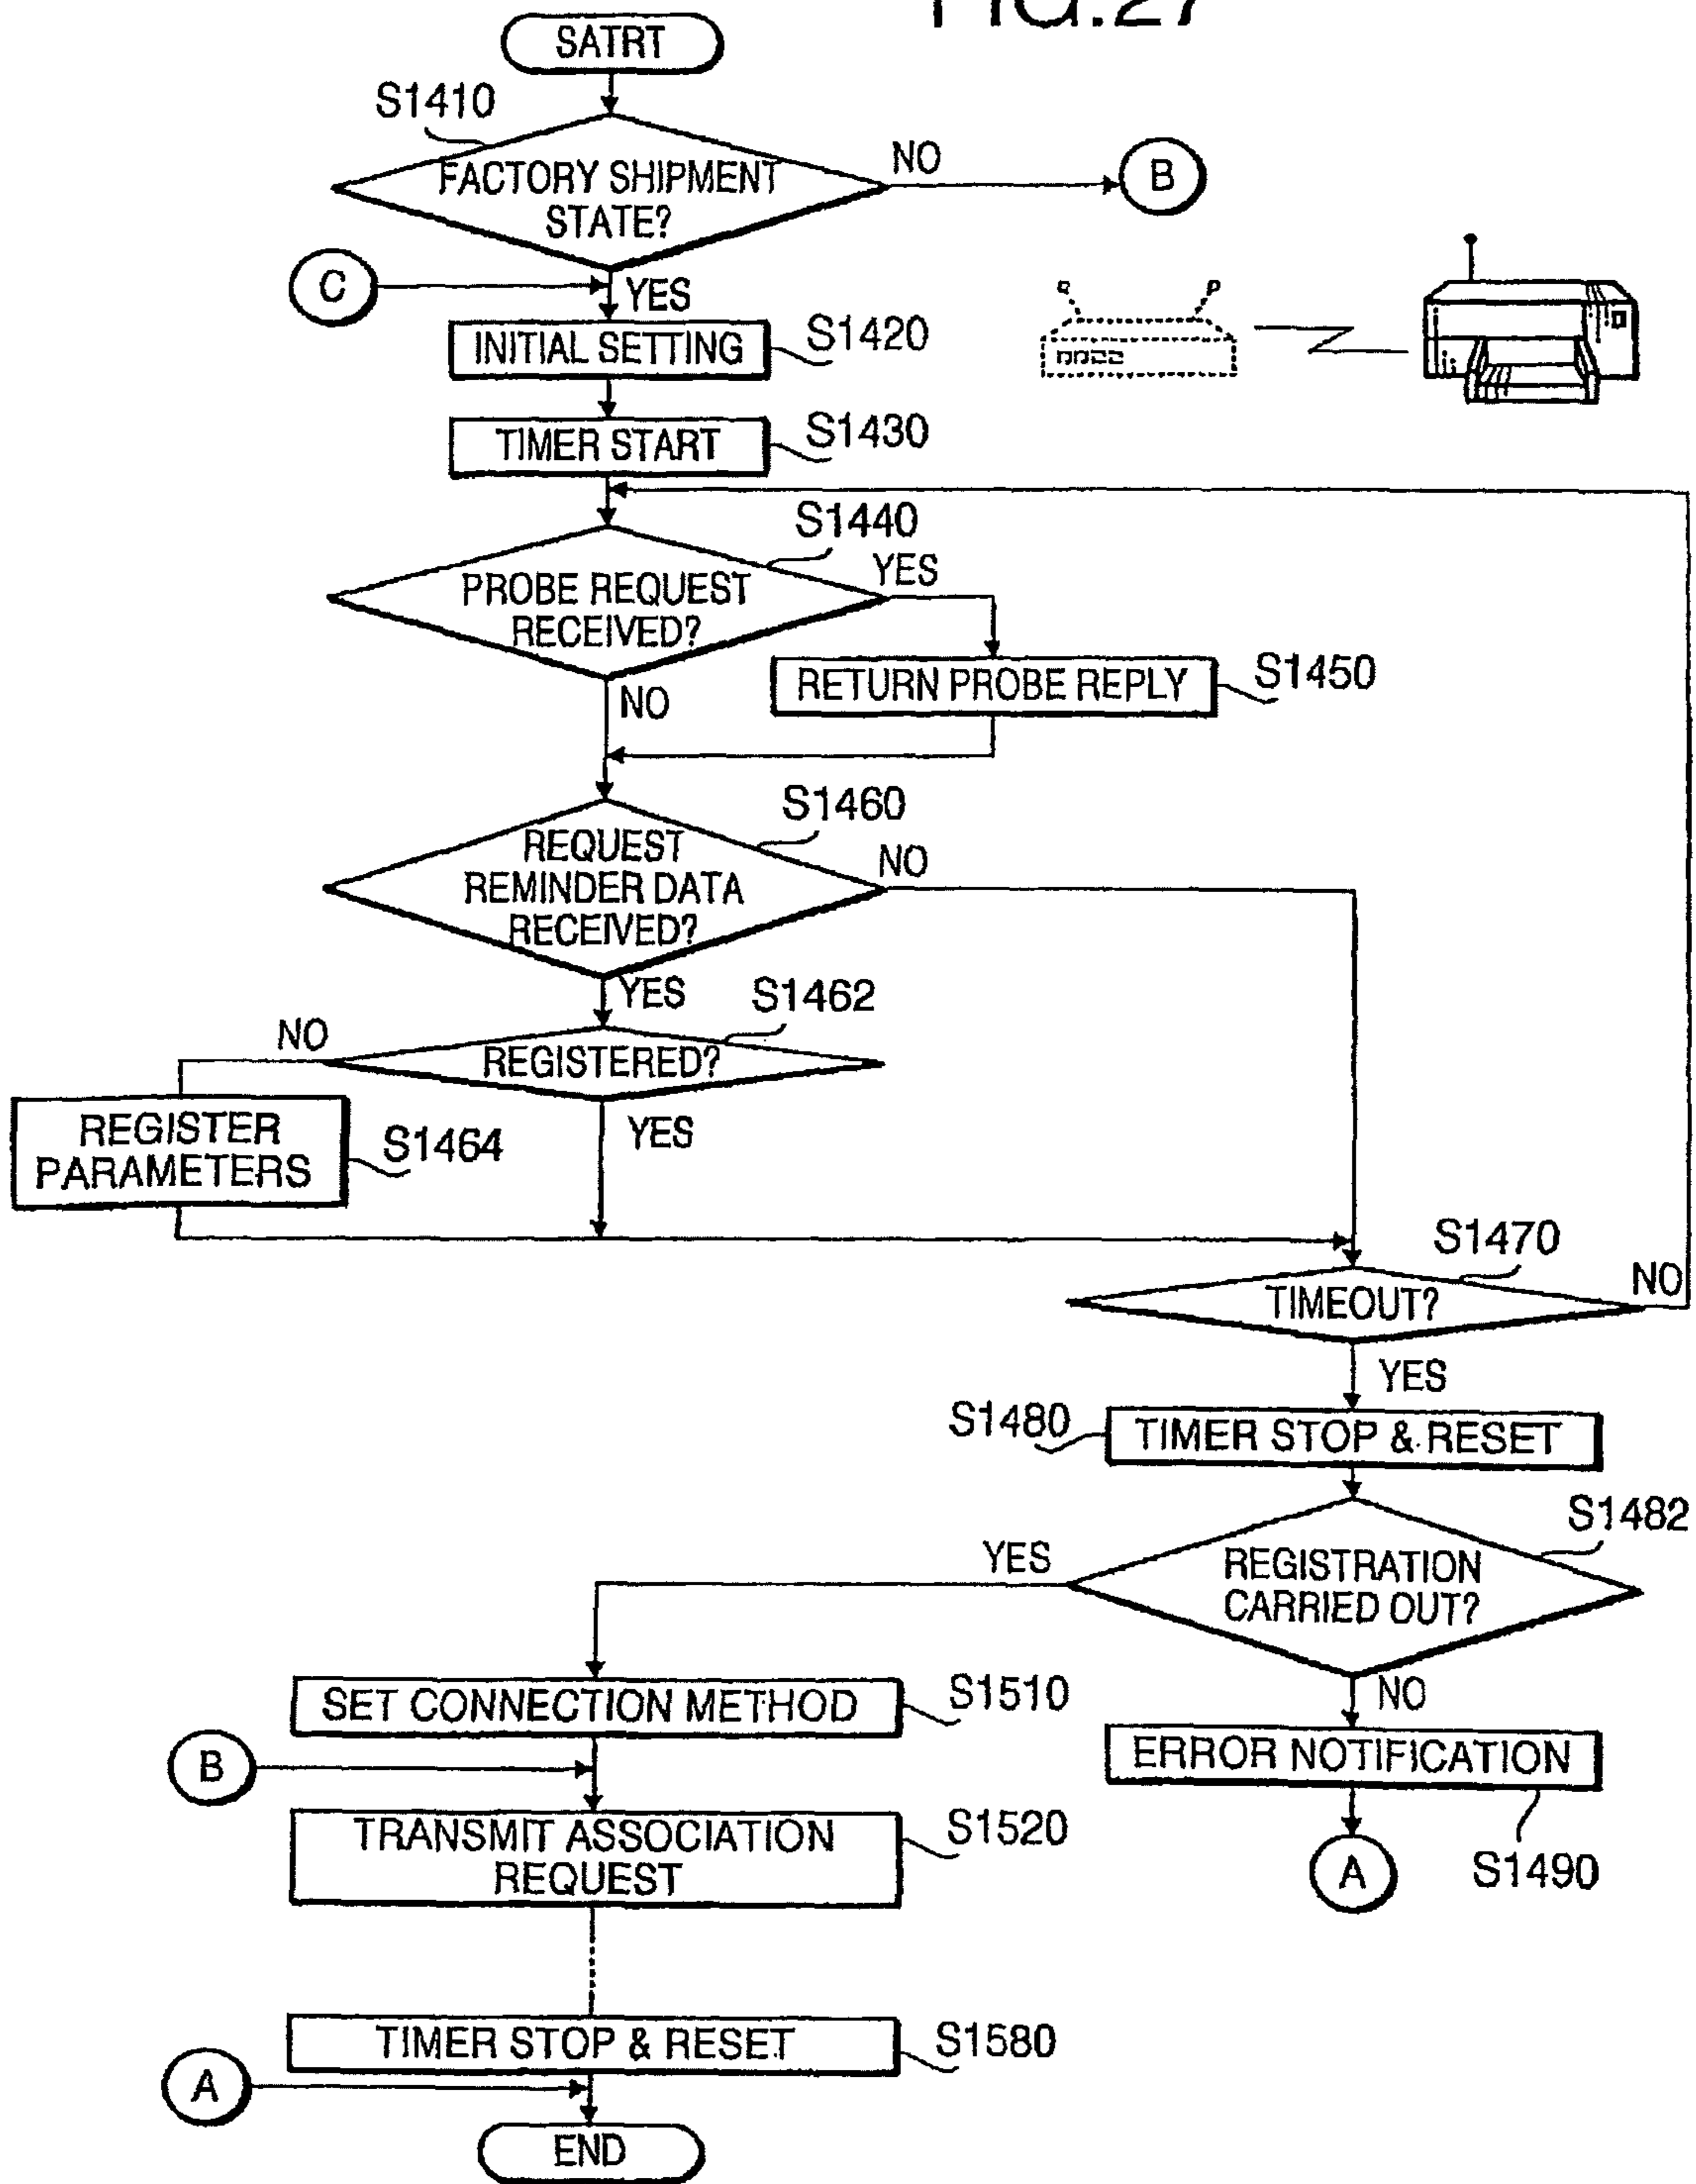 FIG.27
SATRT
S1410
FACTORY SHIPMENT
STATE?
NO
B
C
YES
INITIAL SETTING
S1420
TIMER START
S1430
S1440
PROBE REQUEST
RECEIVED?
YES
RETURN PROBE REPLY
S1450
NO
S1460
REQUEST
REMINDER DATA
RECEIVED?
NO
YES
S1462
NO
REGISTERED?
REGISTER
PARAMETERS
S1464
YES
S1470
TIMEOUT?
NO
YES
S1480
TIMER STOP & RESET
S1482
YES
REGISTRATION
CARRIED OUT?
SET CONNECTION METHOD
S1510
NO
ERROR NOTIFICATION
B
S1490
A
TRANSMIT ASSOCIATION
REQUEST
S1520
TIMER STOP & RESET
S1580
A
END